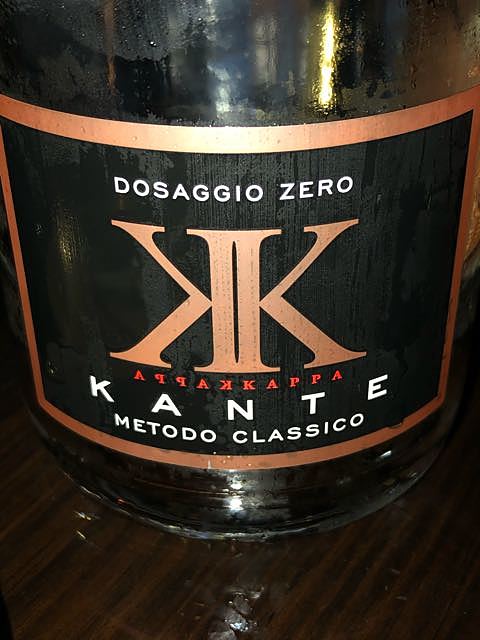 DOSAGGIO ZERO
KK
APPAKKAPPA
KANTE
METODO CLASSICO